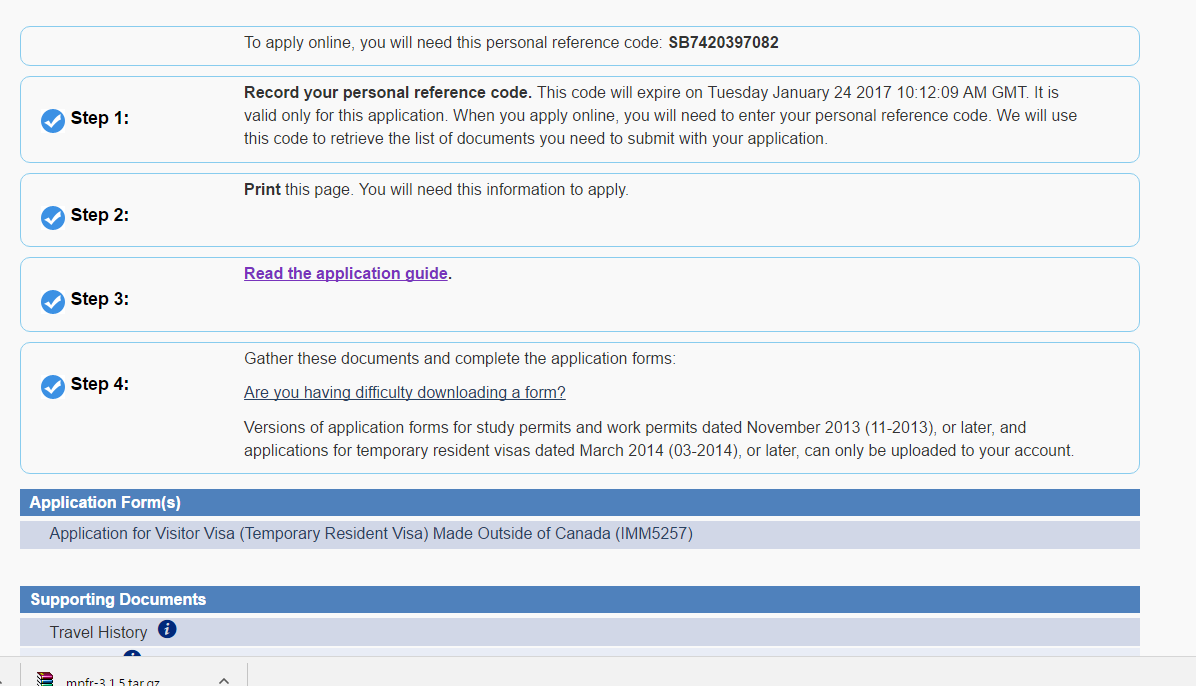 To apply online, you will need this personal reference code: SB7420397082
Step 1:
Record your personal reference code. This code will expire on Tuesday January 24 2017 10:12:09 AM GMT. It is
valid only for this application. When you apply online, you will need to enter your personal reference code. We will use
this code to retrieve the list of documents you need to submit with your application.
Step 2:
Print this page. You will need this information to apply.
Step 3:
Read the application guide.
Step 4:
Gather these documents and complete the application forms:
Are you having difficulty downloading a form?
Versions of application forms for study permits and work permits dated November 2013 (11-2013), or later, and
applications for temporary resident visas dated March 2014 (03-2014), or later, can only be uploaded to your account.
Application Form(s)
Application for Visitor Visa (Temporary Resident Visa) Made Outside of Canada (IMM5257)
Supporting Documents
Travel History i
mpfr-3.1.5.tar.gz